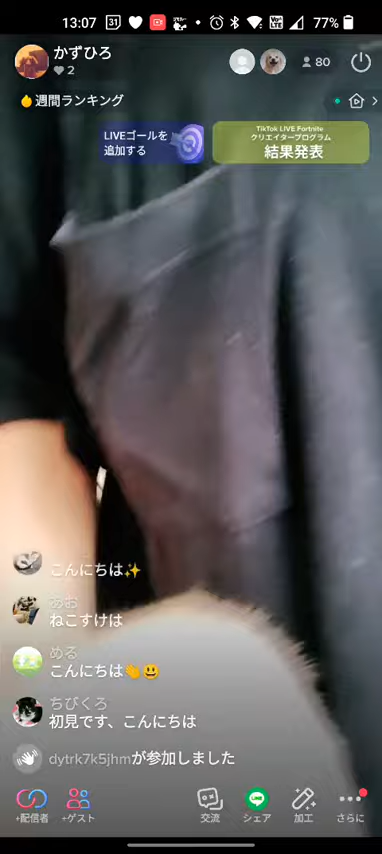 13:07
31
77%
かずひろ
2
80
週間ランキング
LIVEゴールを
追加する
TikTok LIVE Fortnite
クリエイタープログラム
結果発表
こんにちは✨
あお
ねこすけは
める
こんにちは👏😃
ちびくろ
初見です、こんにちは
dytrk7k5jhmが参加しました
+配信者
+ゲスト
交流
シェア
加工
さらに